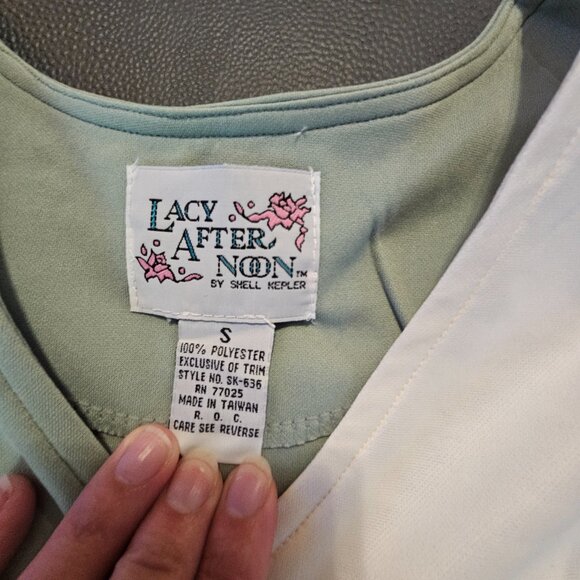 LACY
AFTER
NOON™
BY SHELL KEPLER
S
100% POLYESTER
EXCLUSIVE OF TRIM
STYLE NO. SK-636
RN 77025
MADE IN TAIWAN
R. O. C.
CARE SEE REVERSE